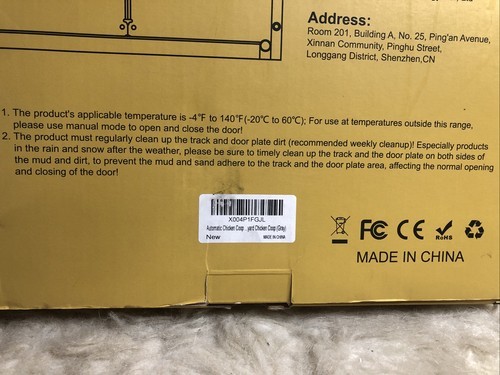 Address:
Room 201, Building A, No. 25, Ping'an Avenue,
Xinnan Community, Pinghu Street,
Longgang District, Shenzhen,CN
1. The product's applicable temperature is -4℉ to 140℉(-20℃ to 60℃); For use at temperatures outside this range,
please use manual mode to open and close the door!
2. The product must regularly clean up the track and door plate dirt (recommended weekly cleanup)! Especially products
in the rain and snow after the weather, please be sure to timely clean up the track and the door plate on both sides of
the mud and dirt, to prevent the mud and sand adhere to the track and the door plate area, affecting the normal opening
and closing of the door!
X004P1FGJL
Automatic Chicken Coop ... yard Chicken Coop (Gray)
New
MADE IN CHINA
FC CE RoHS
MADE IN CHINA